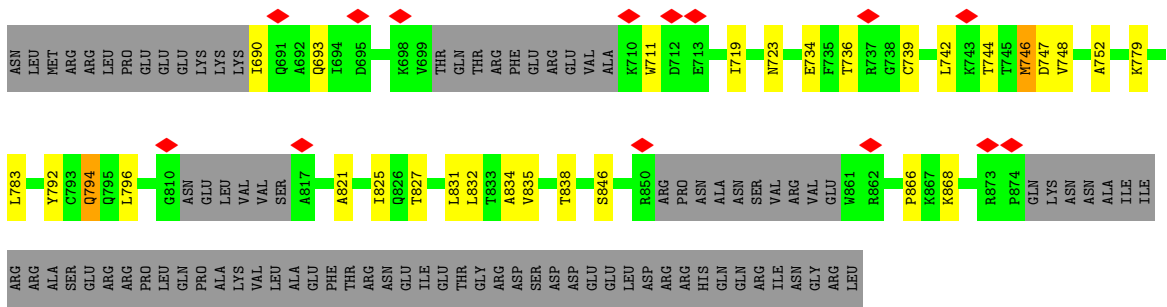 ASN LEU MET ARG ARG LEU PRO GLU GLU GLU LYS LYS LYS I690 Q691 A692 Q693 I694 D695 K698 V699 THR GLN THR ARG PHE GLU ARG GLU VAL ALA K710 W711 D712 E713 I719 N723 E734 F735 T736 R737 G738 C739 L742 K743 T744 T745 M746 D747 V748 A752 K779
L783 Y792 C793 Q794 Q795 L796 G810 ASN GLU LEU VAL VAL SER A817 A821 I825 Q826 T827 L831 L832 T833 A834 V835 T838 S846 R850 ARG PRO ASN ALA ASN SER VAL ARG VAL GLU W861 R862 P866 K867 K868 R873 P874 GLN LYS ASN ASN ALA ILE ILE
ARG ARG ALA SER GLU ARG ARG PRO LEU GLN PRO ALA LYS VAL LEU ALA GLU PHE THR ARG ASN GLU ILE GLU THR GLY ARG ASP SER ASP ASP GLU GLU LEU ASP ARG ARG HIS GLN GLN ARG ILE ASN GLY ARG LEU